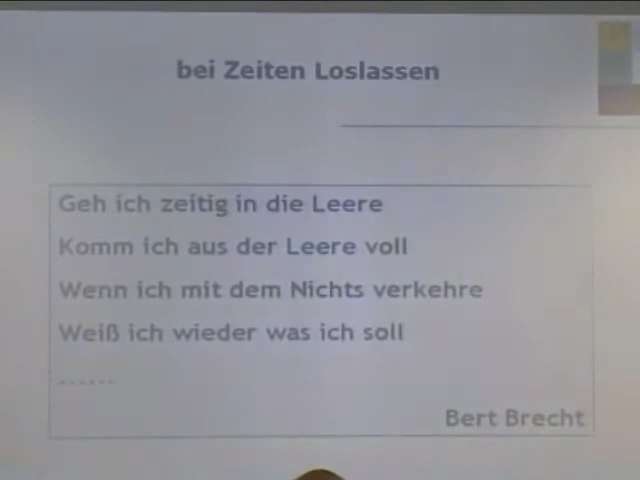 bei Zeiten Loslassen
Geh ich zeitig in die Leere
Komm ich aus der Leere voll
Wenn ich mit dem Nichts verkehre
Weiß ich wieder was ich soll
......
Bert Brecht